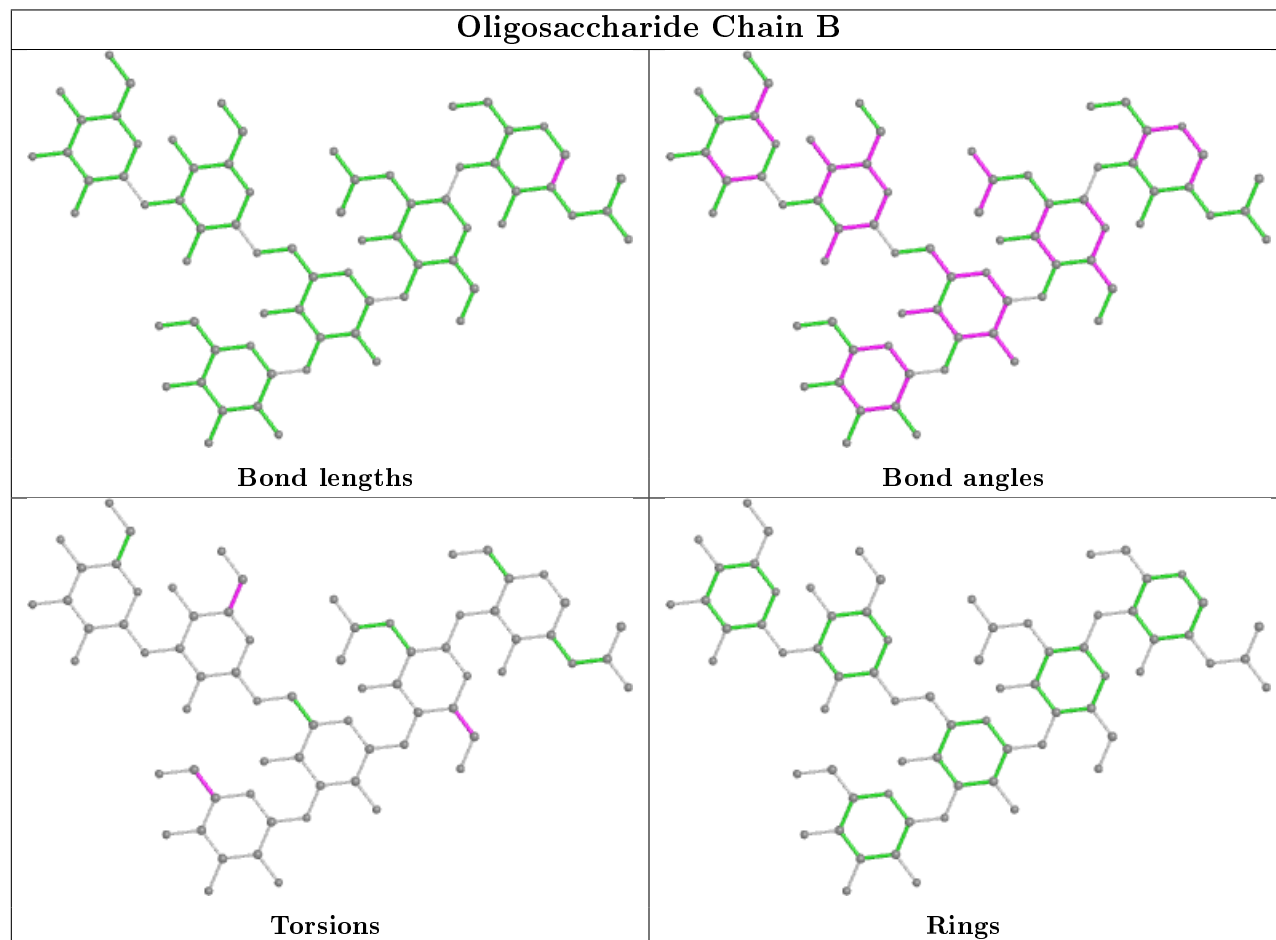 Oligosaccharide Chain B
Bond lengths
Bond angles
Torsions
Rings